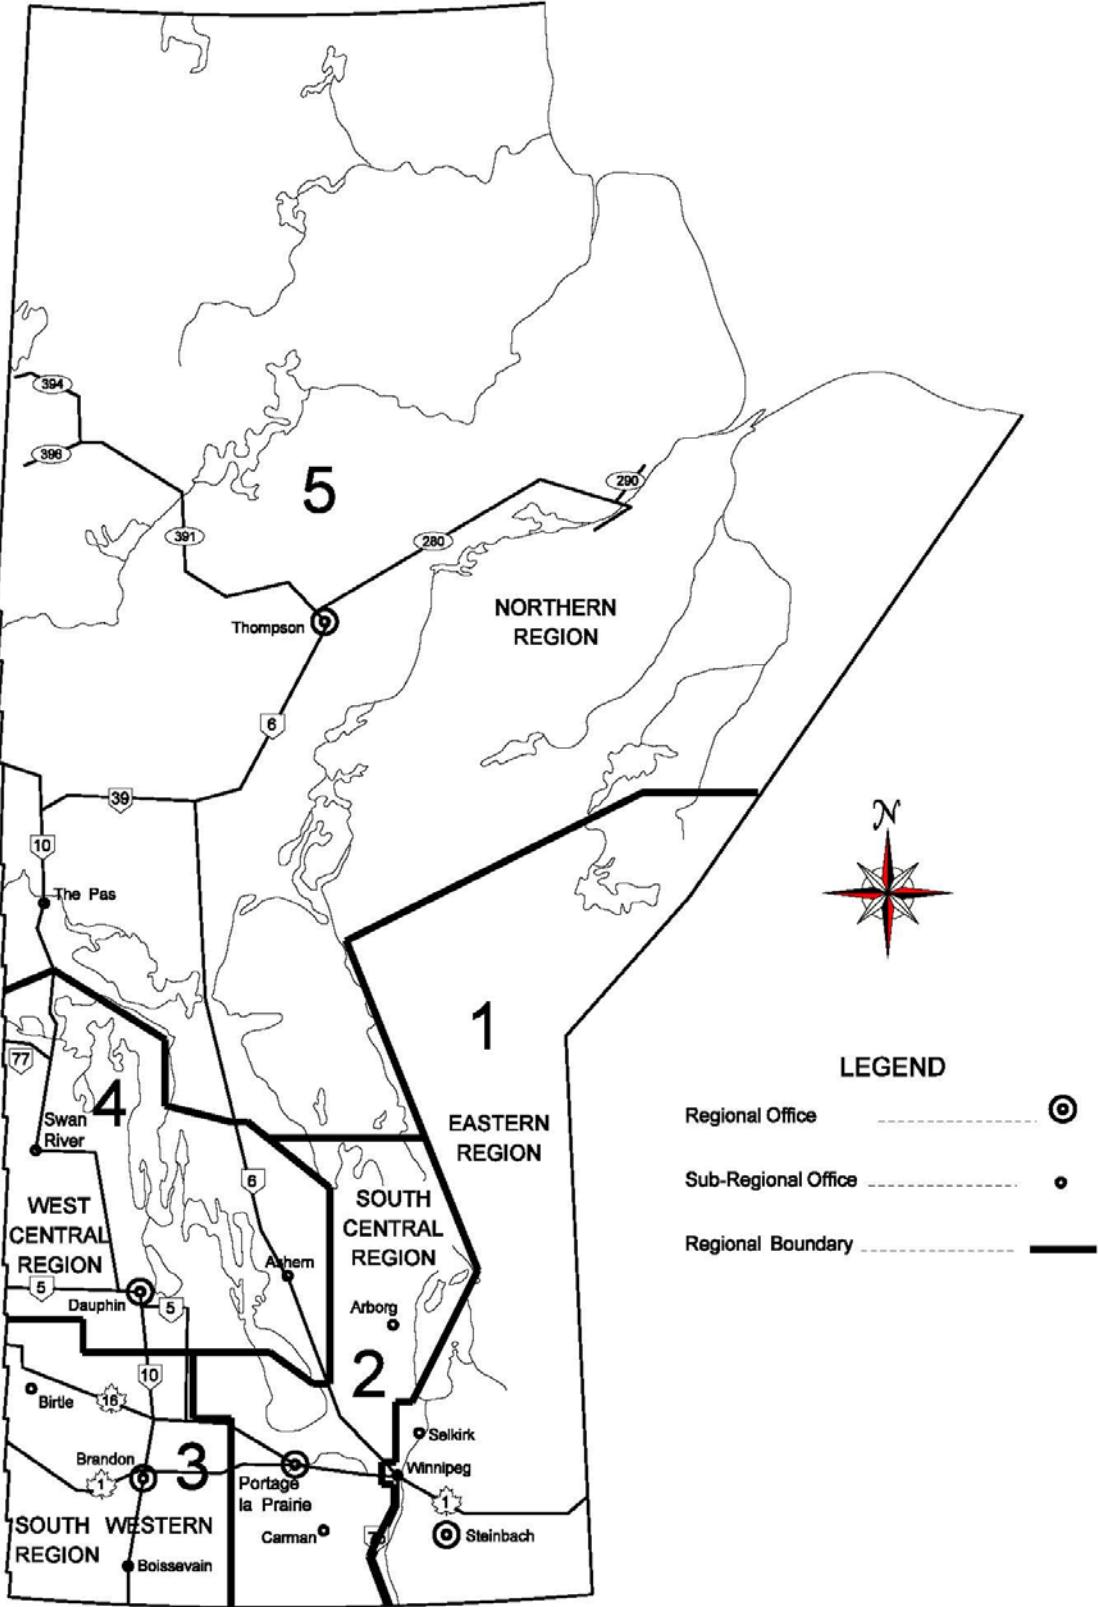 394
396
5
290
391
280
NORTHERN
REGION
Thompson
6
39
N
10
The Pas
1
LEGEND
77
4
Regional Office
Swan
River
EASTERN
REGION
6
Sub-Regional Office
WEST
CENTRAL
REGION
SOUTH
CENTRAL
REGION
Regional Boundary
Ashern
5
Dauphin
5
Arborg
10
2
Birtle
16
Selkirk
Brandon
3
Winnipeg
1
Portage
la Prairie
1
SOUTH WESTERN
REGION
Carman
75
Steinbach
Boissevain